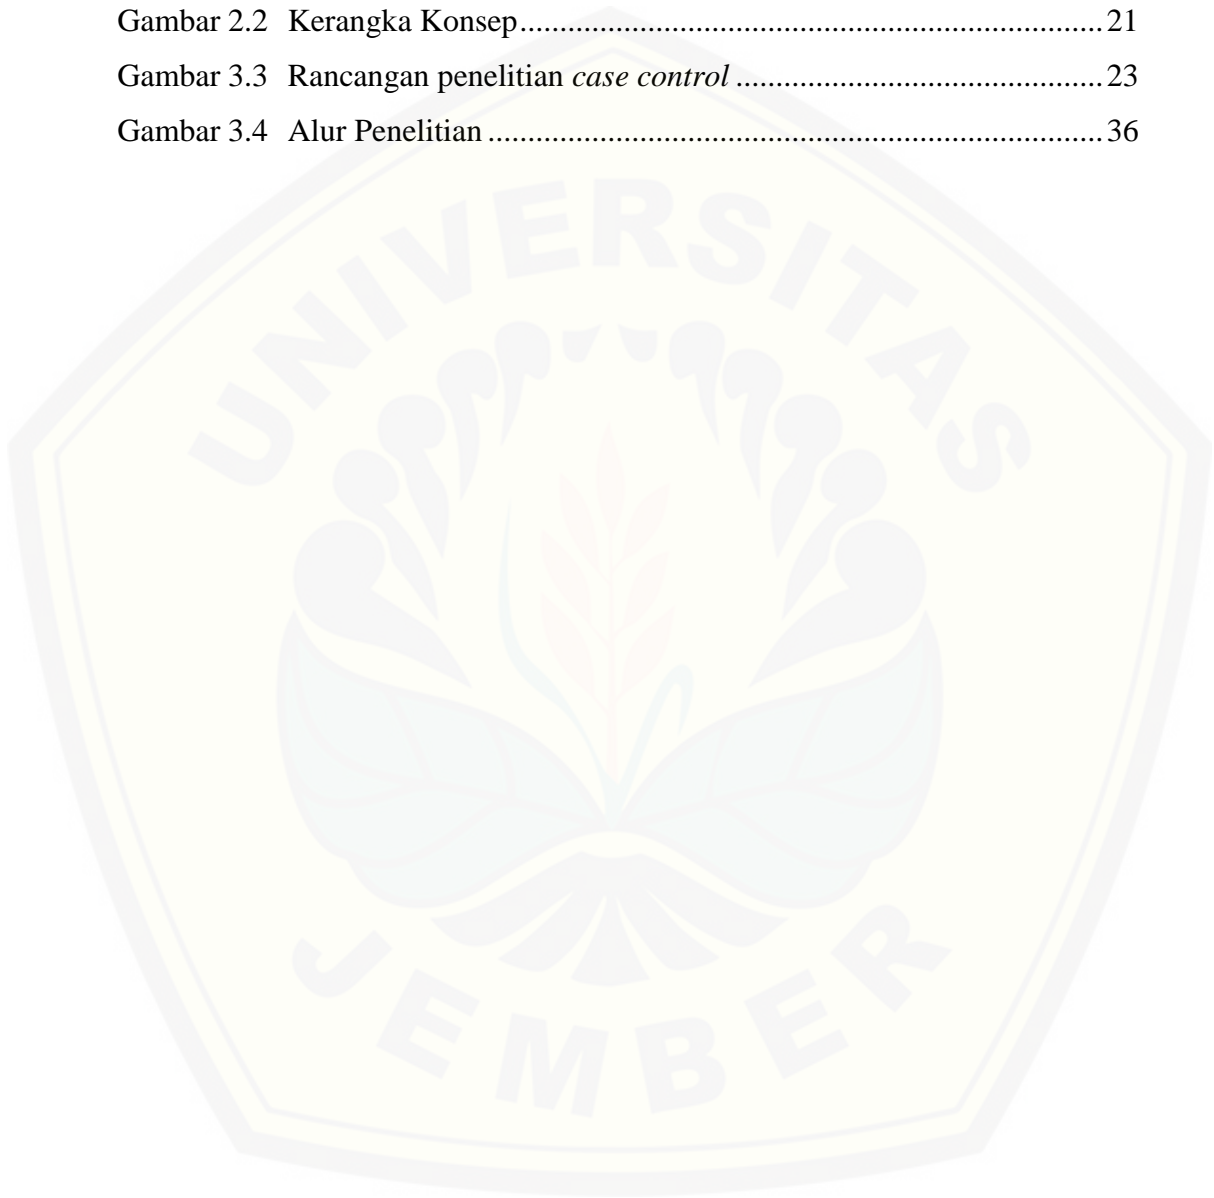 Gambar 2.2 Kerangka Konsep........................................................................ 21
Gambar 3.3 Rancangan penelitian case control ............................................. 23
Gambar 3.4 Alur Penelitian ............................................................................ 36
UNIVERSITAS
JEMBER